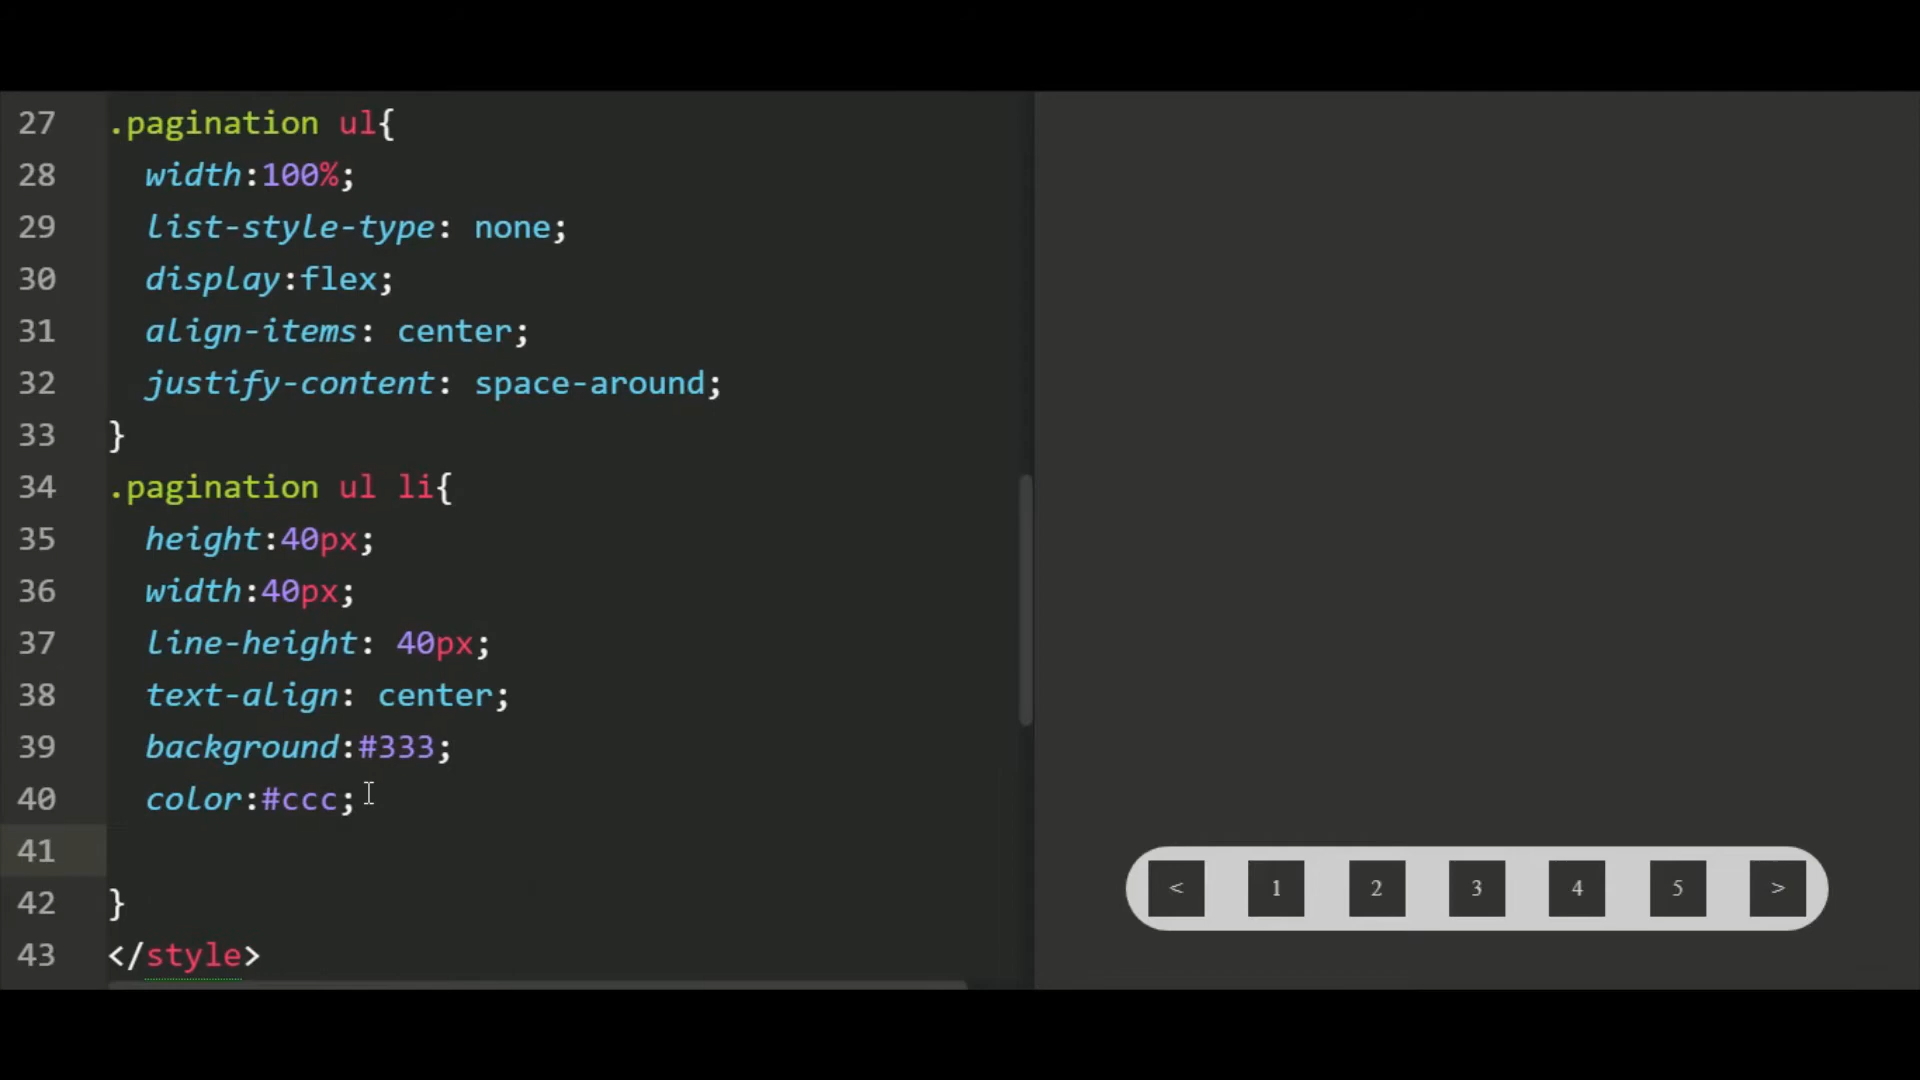 27 .pagination ul{
28 width:100%;
29 list-style-type: none;
30 display:flex;
31 align-items: center;
32 justify-content: space-around;
33 }
34 .pagination ul li{
35 height:40px;
36 width:40px;
37 line-height: 40px;
38 text-align: center;
39 background:#333;
40 color:#ccc;
41
42 }
43 </style>
< 1 2 3 4 5 >